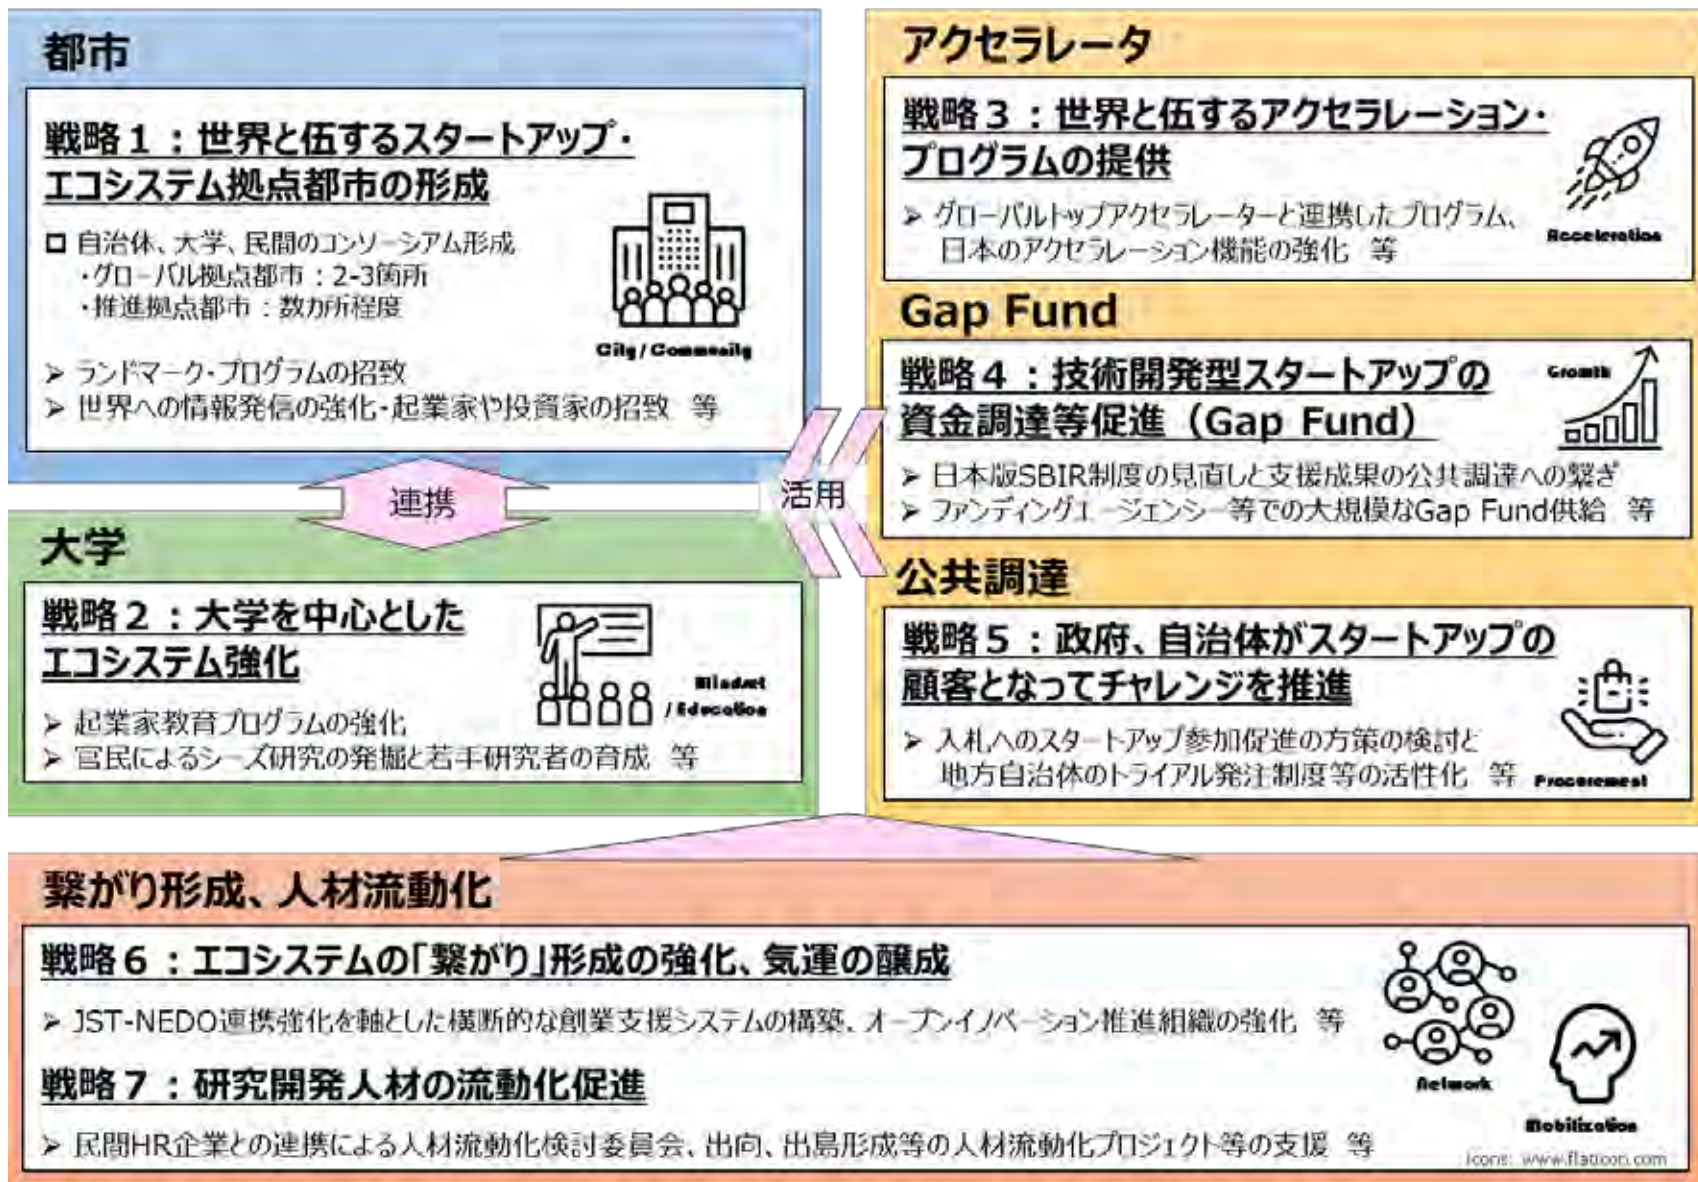 都市
戦略1：世界と伍するスタートアップ・
エコシステム拠点都市の形成
自治体、大学、民間のコンソーシアム形成
・グローバル拠点都市：2-3箇所
・推進拠点都市：数カ所程度
City / Community
➤ ランドマーク・プログラムの招致
➤ 世界への情報発信の強化・起業家や投資家の招致 等
連携
大学
戦略2：大学を中心とした
エコシステム強化
Mindset
/ Education
➤ 起業家教育プログラムの強化
➤ 官民によるシーズ研究の発掘と若手研究者の育成 等
活用
アクセラレータ
戦略3：世界と伍するアクセラレーション・
プログラムの提供
➤ グローバルトップアクセラレーターと連携したプログラム、
日本のアクセラレーション機能の強化 等
Acceleration
Gap Fund
戦略4：技術開発型スタートアップの
資金調達等促進（Gap Fund）
Growth
➤ 日本版SBIR制度の見直しと支援成果の公共調達への繋ぎ
➤ ファンディングエージェンシー等での大規模なGap Fund供給 等
公共調達
戦略5：政府、自治体がスタートアップの
顧客となってチャレンジを推進
➤ 入札へのスタートアップ参加促進の方策の検討と
地方自治体のトライアル発注制度等の活性化 等
Procurement
繋がり形成、人材流動化
戦略6：エコシステムの「繋がり」形成の強化、気運の醸成
➤ JST-NEDO連携強化を軸とした横断的な創業支援システムの構築、オープンイノベーション推進組織の強化 等
Network
戦略7：研究開発人材の流動化促進
➤ 民間HR企業との連携による人材流動化検討委員会、出向、出島形成等の人材流動化プロジェクト等の支援 等
Mobilization
Icons: www.flaticon.com